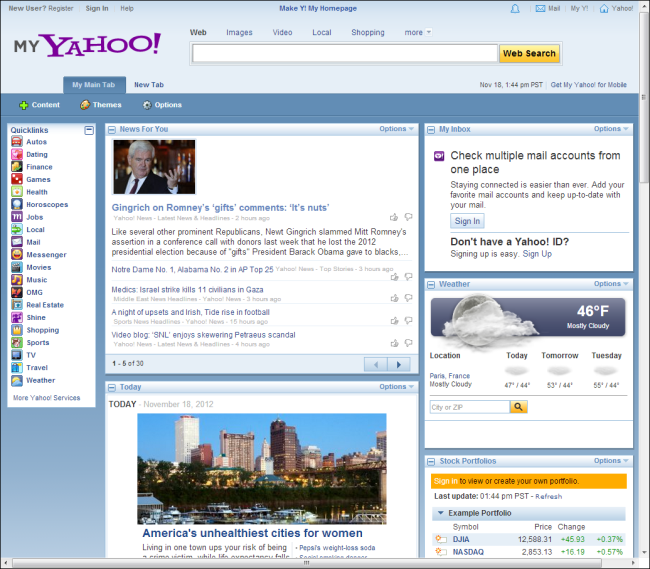 New User? Register Sign In Help
Make Y! My Homepage
Mail My Y! Yahoo!
MY YAHOO!
Web Images Video Local Shopping more
Web Search
My Main Tab New Tab
Nov 18, 1:44 pm PST Get My Yahoo! for Mobile
Content Themes Options
Quicklinks
Autos
Dating
Finance
Games
Health
Horoscopes
Jobs
Local
Mail
Messenger
Movies
Music
OMG
Real Estate
Shine
Shopping
Sports
TV
Travel
Weather
More Yahoo! Services
News For You Options
Gingrich on Romney's 'gifts' comments: 'It's nuts'
Yahoo! News - Latest News & Headlines - 2 hours ago
Like several other prominent Republicans, Newt Gingrich slammed Mitt Romney's
assertion in a conference call with donors last week that he lost the 2012
presidential election because of "gifts" President Barack Obama gave to blacks,...
Notre Dame No. 1, Alabama No. 2 in AP Top 25 Yahoo! News - Top Stories - 3 hours ago
Medics: Israel strike kills 11 civilians in Gaza
Middle East News Headlines - Yahoo! News - 3 hours ago
A night of upsets and Irish, Tide rise in football
Sports News Headlines - Yahoo! News - 15 hours ago
Video blog: 'SNL' enjoys skewering Petraeus scandal
Yahoo! News - Latest News & Headlines - 4 hours ago
1 - 5 of 30
Today Options
TODAY - November 18, 2012
America's unhealthiest cities for women
Living in one town ups your risk of being
a crime victim, while life expectancy falls
• Pepsi's weight-loss soda
• Social smoking danger
My Inbox Options
Check multiple mail accounts from
one place
Staying connected is easier than ever. Add your
favorite mail accounts and keep up-to-date with
your mail.
Sign In
Don't have a Yahoo! ID?
Signing up is easy. Sign Up
Weather Options
46°F
Mostly Cloudy
Location Today Tomorrow Tuesday
Paris, France
Mostly Cloudy
47° / 44° 53° / 44° 55° / 44°
City or ZIP
Stock Portfolios Options
Sign in to view or create your own portfolio.
Last update: 01:44 pm PST - Refresh
Example Portfolio
Symbol Price Change
DJIA 12,588.31 +45.93 +0.37%
NASDAQ 2,853.13 +16.19 +0.57%